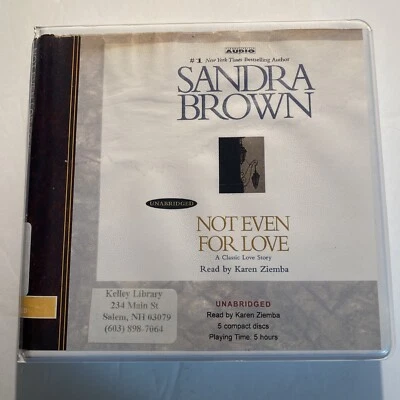 AUDIO
#1 New York Times Bestselling Author
SANDRA
BROWN
UNABRIDGED
NOT EVEN
FOR LOVE
A Classic Love Story
Read by Karen Ziemba
Kelley Library
234 Main St
Salem, NH 03079
(603) 898-7064
UNABRIDGED
Read by Karen Ziemba
5 compact discs
Playing Time, 5 hours